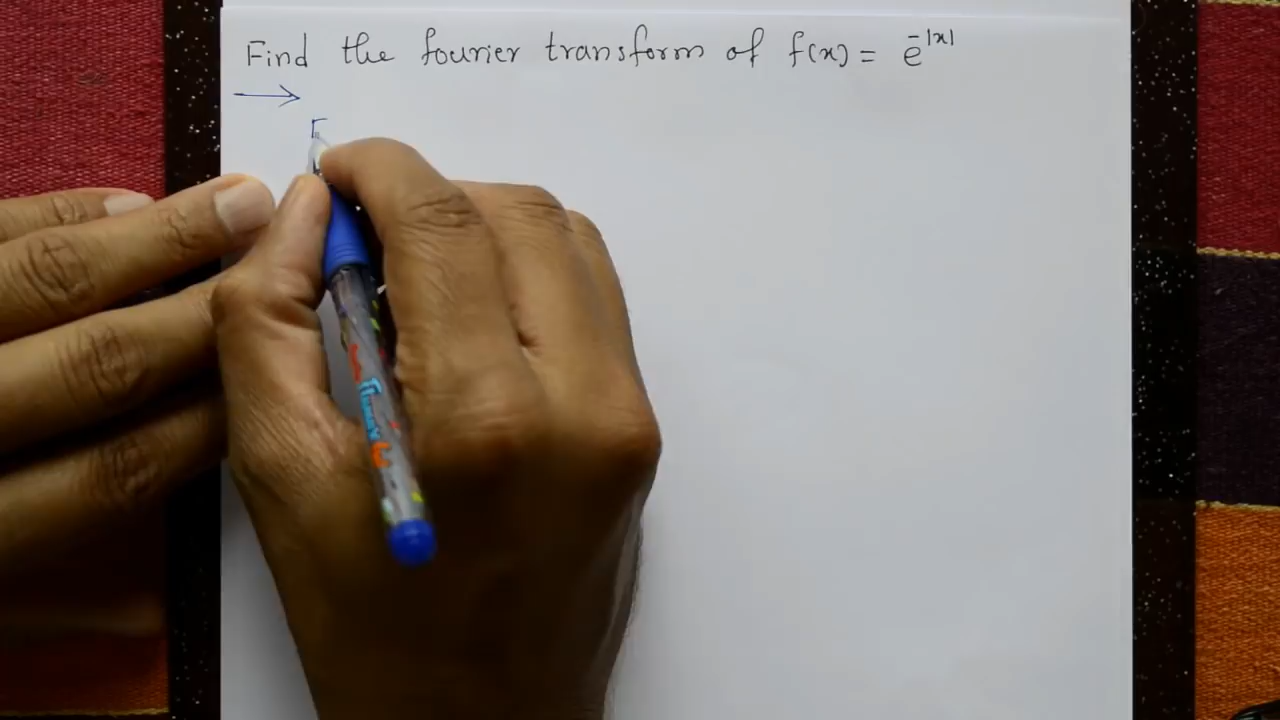 Find the fourier transform of f(x) = e^-|x|
→
F